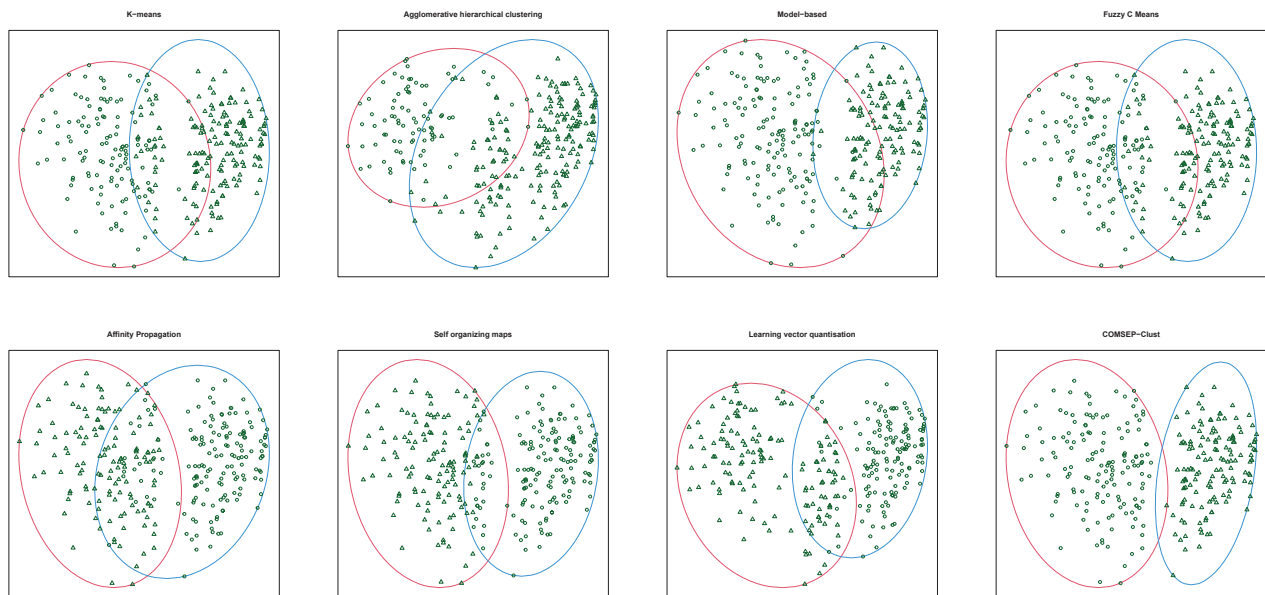 K−means
Agglomerative hierarchical clustering
Model−based
Fuzzy C Means
Affinity Propagation
Self organizing maps
Learning vector quantisation
COMSEP−Clust